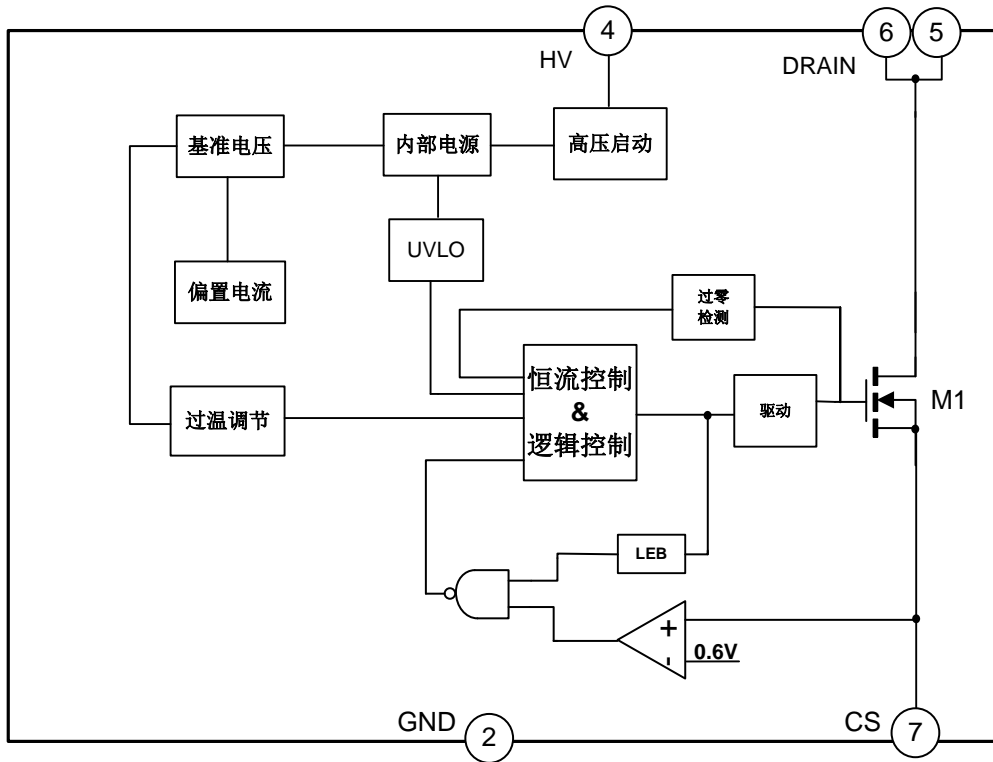 4
6
5
HV
DRAIN
基准电压
内部电源
高压启动
UVLO
偏置电流
过零
检测
恒流控制
&
逻辑控制
过温调节
驱动
M1
LEB
+
-
0.6V
GND
2
CS
7